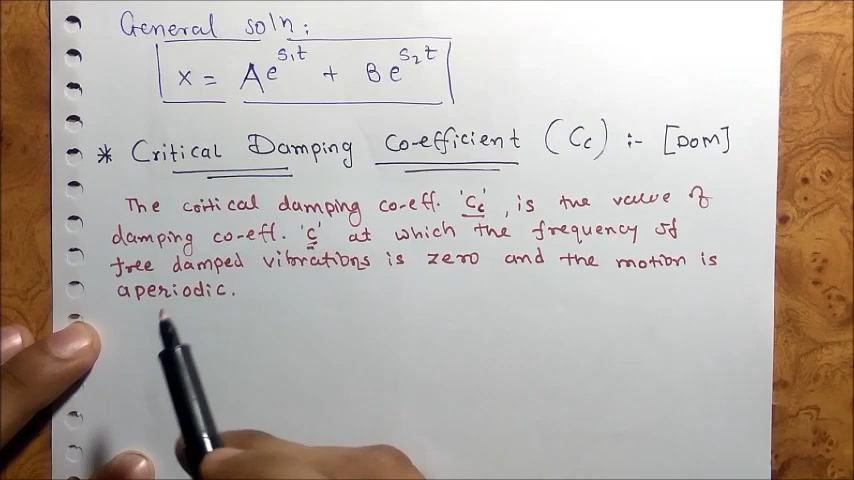 General soln:
x = Ae^{s₁t} + Be^{s₂t}
* Critical Damping Co-efficient (Cc) :- [DOM]
The critical damping co-eff. 'Cc', is the value of
damping co-eff. 'c' at which the frequency of
free damped vibrations is zero and the motion is
aperiodic.